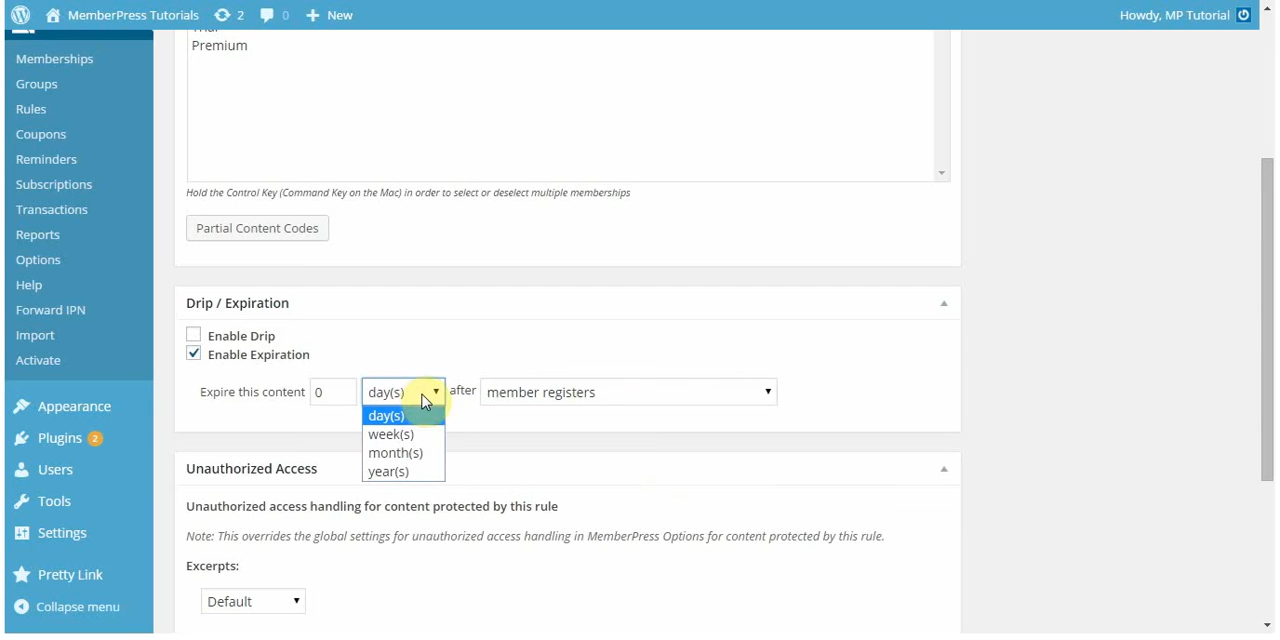 MemberPress Tutorials 2 0 New Howdy, MP Tutorial
Premium
Memberships
Groups
Rules
Coupons
Reminders
Subscriptions
Transactions
Reports
Options
Help
Forward IPN
Import
Activate
Appearance
Plugins 2
Users
Tools
Settings
Pretty Link
Collapse menu
Hold the Control Key (Command Key on the Mac) in order to select or deselect multiple memberships
Partial Content Codes
Drip / Expiration
Enable Drip
Enable Expiration
Expire this content 0 day(s) after member registers
day(s)
week(s)
month(s)
year(s)
Unauthorized Access
Unauthorized access handling for content protected by this rule
Note: This overrides the global settings for unauthorized access handling in MemberPress Options for content protected by this rule.
Excerpts:
Default